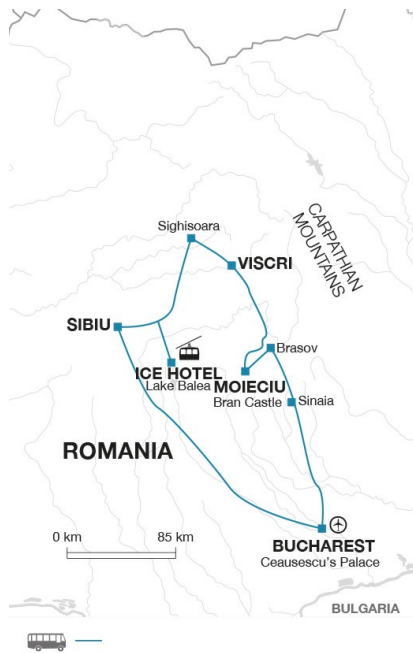 CARPATHIAN
MOUNTAINS
Sighisoara
VISCRI
SIBIU
Brasov
ICE HOTEL
Lake Balea
MOIECIU
Bran Castle
Sinaia
ROMANIA
0 km
85 km
BUCHAREST
Ceausescu's Palace
BULGARIA